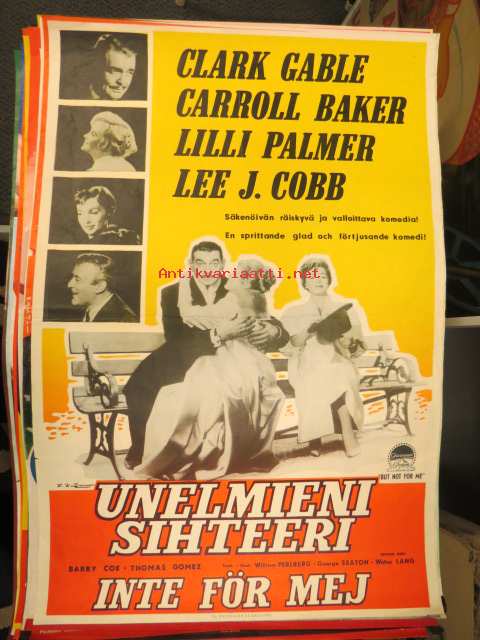 CLARK GABLE
CARROLL BAKER
LILLI PALMER
LEE J. COBB
Säkenöivän räiskyvä ja valloittava komedia!
En sprittande glad och förtjusande komedi!
Antikvariaatti.net
"BUT NOT FOR ME"
UNELMIENI
SIHTEERI
BARRY COE · THOMAS GOMEZ
William PERLBERG · George SEATON
Walter LANG
INTE FÖR MEJ